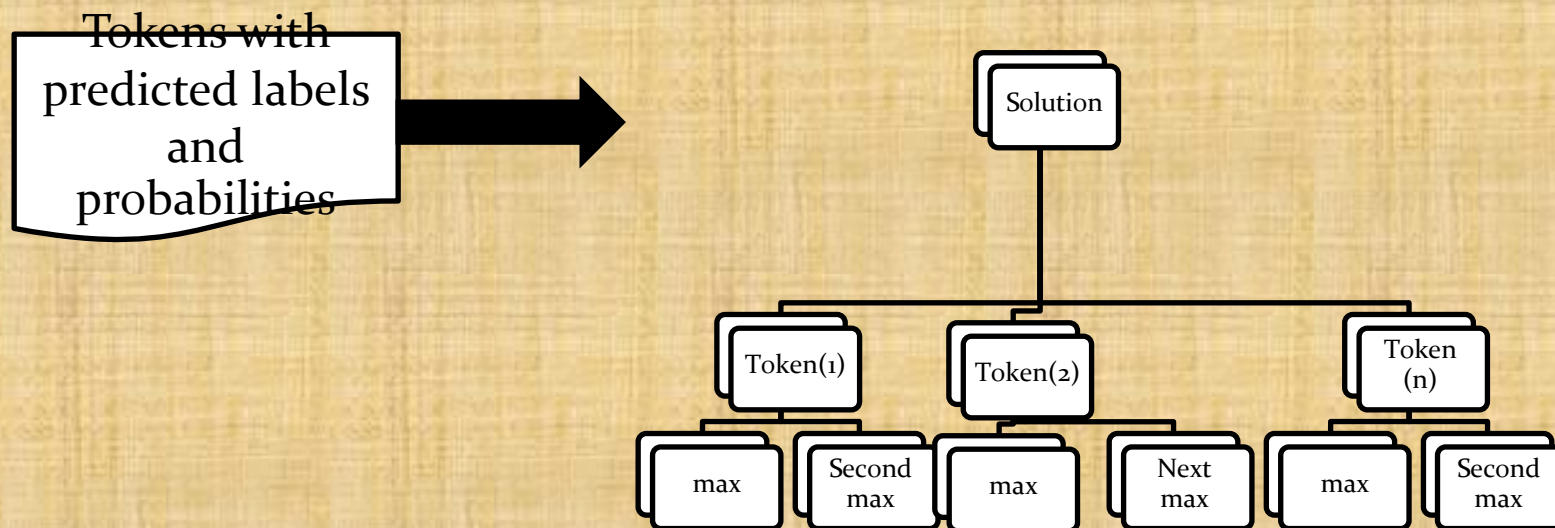 Tokens with
predicted labels
and
probabilities
Solution
Token(1)
Token(2)
Token
(n)
max
Second
max
max
Next
max
max
Second
max